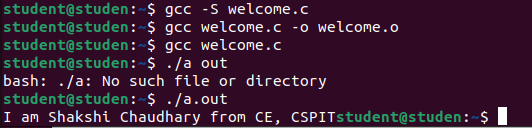 student@studen:~$ gcc -S welcome.c
student@studen:~$ gcc welcome.c -o welcome.o
student@studen:~$ gcc welcome.c
student@studen:~$ ./a out
bash: ./a: No such file or directory
student@studen:~$ ./a.out
I am Shakshi Chaudhary from CE, CSPITstudent@studen:~$